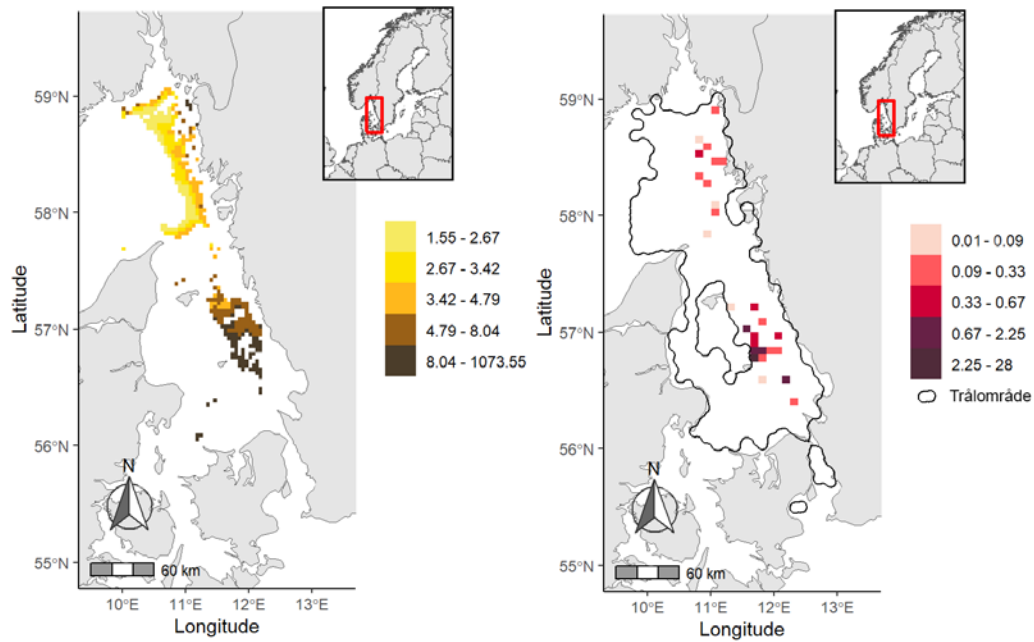 59°N
58°N
57°N
56°N
55°N
Latitude
N
60 km
10°E
11°E
12°E
13°E
Longitude
1.55 - 2.67
2.67 - 3.42
3.42 - 4.79
4.79 - 8.04
8.04 - 1073.55
59°N
58°N
57°N
56°N
55°N
Latitude
N
60 km
10°E
11°E
12°E
13°E
Longitude
0.01 - 0.09
0.09 - 0.33
0.33 - 0.67
0.67 - 2.25
2.25 - 28
Trålområde